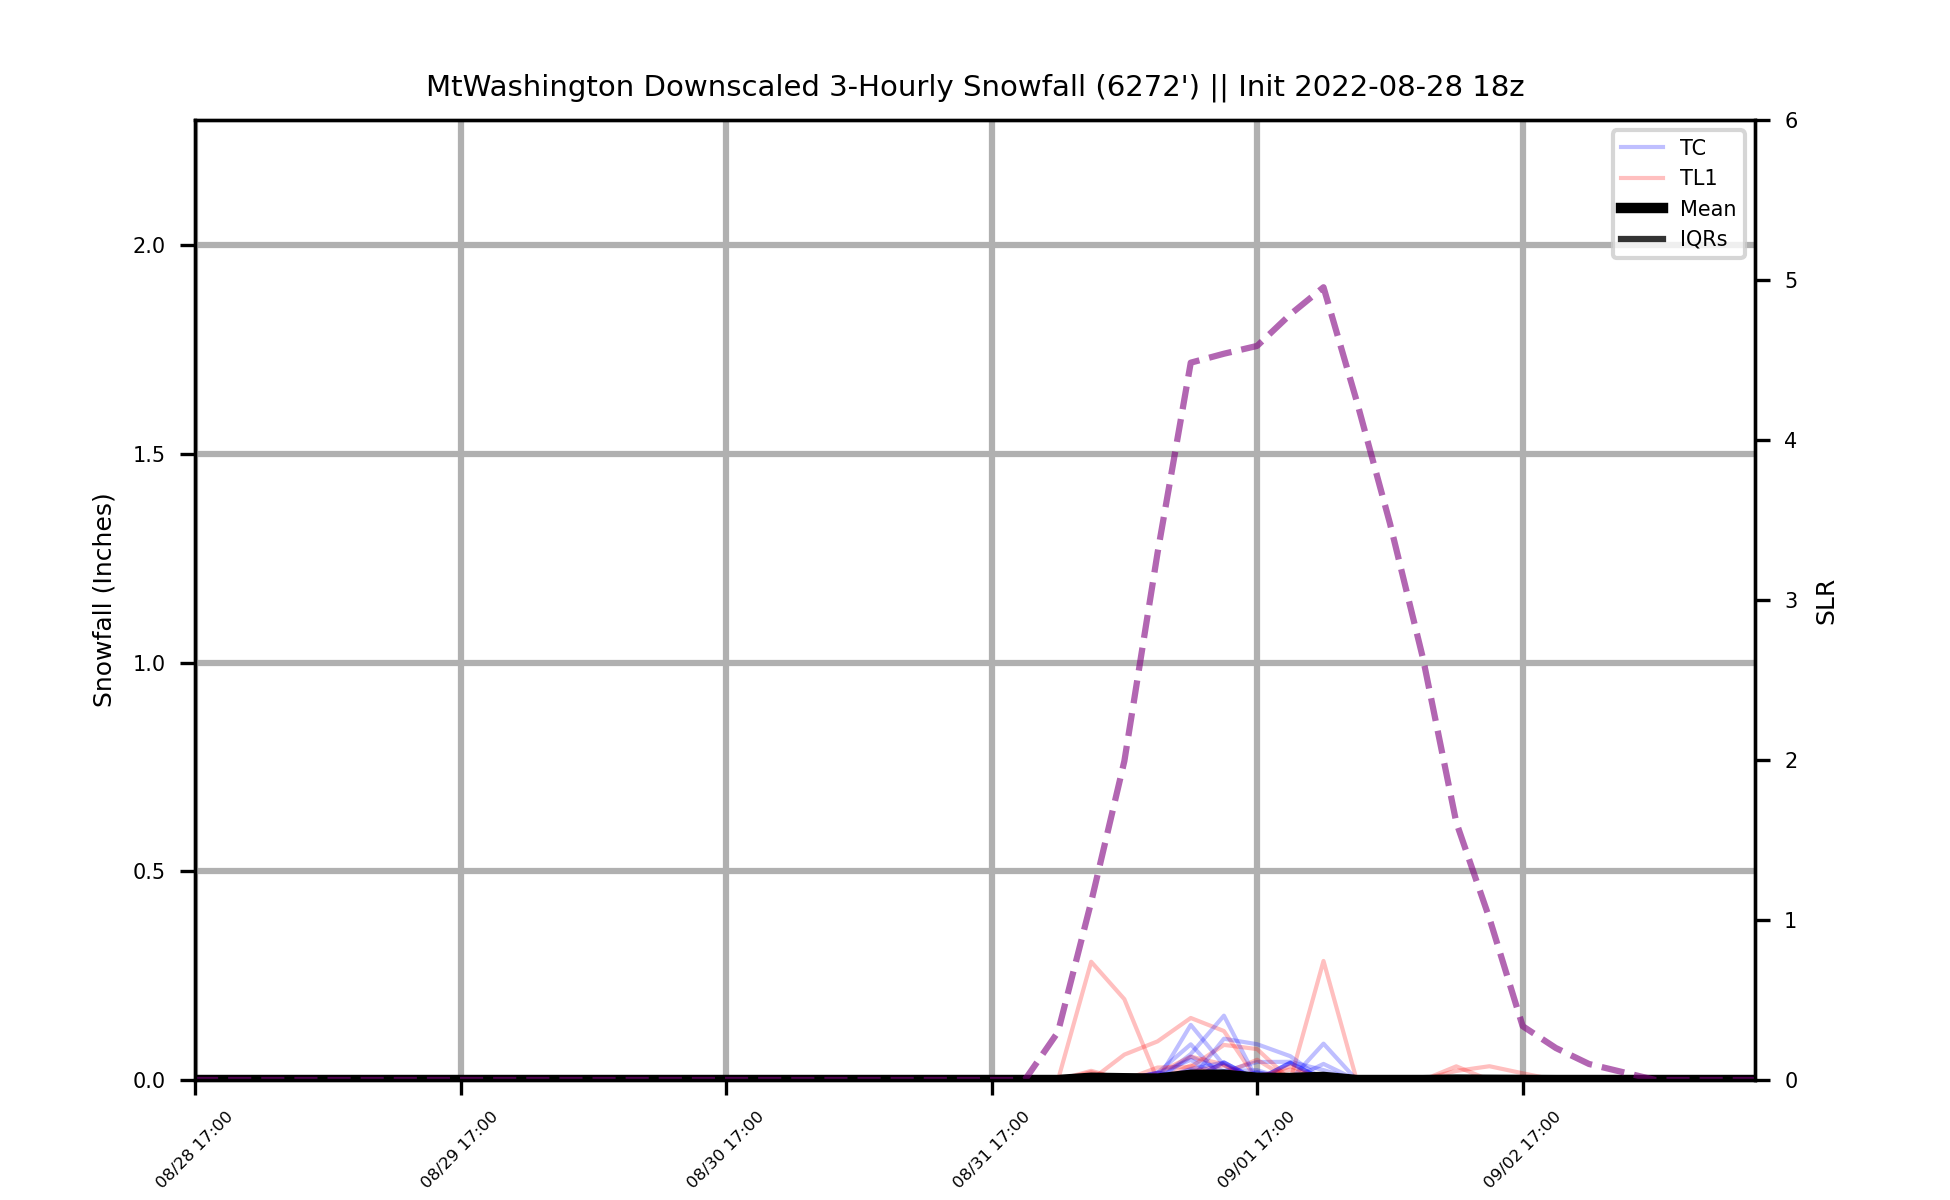 MtWashington Downscaled 3-Hourly Snowfall (6272') || Init 2022-08-28 18z
Snowfall (Inches)
2.0
1.5
1.0
0.5
0.0
TC
TL1
Mean
IQRs
6
5
4
3
2
1
0
SLR
08/28 17:00
08/29 17:00
08/30 17:00
08/31 17:00
09/01 17:00
09/02 17:00